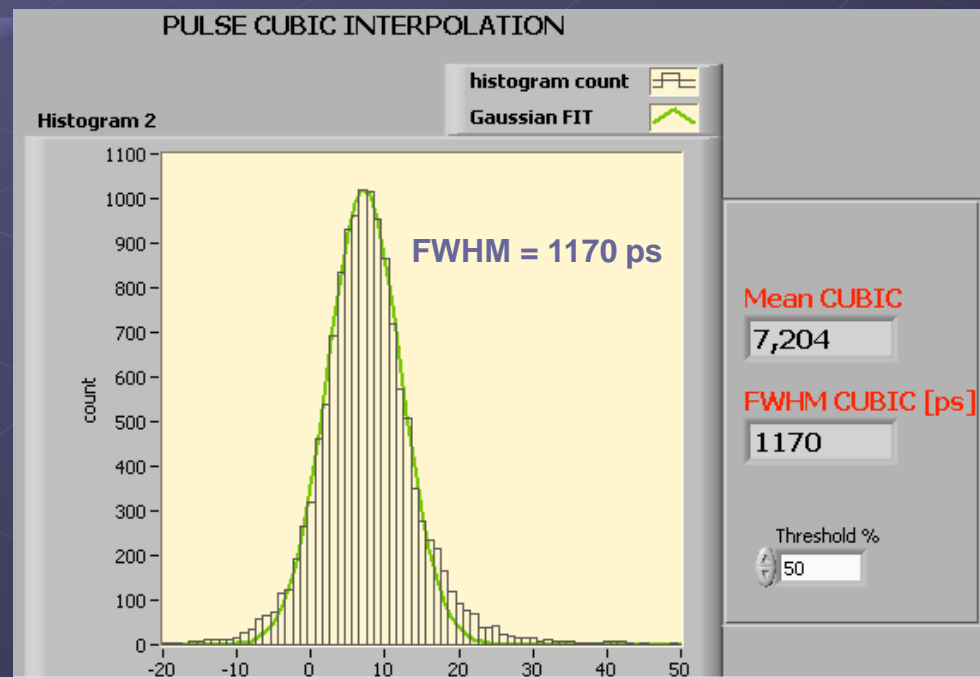 PULSE CUBIC INTERPOLATION
histogram count
Gaussian FIT
Histogram 2
1100
1000
900
800
700
600
500
400
300
200
100
0
count
-20 -10 0 10 20 30 40 50
FWHM = 1170 ps
Mean CUBIC
7,204
FWHM CUBIC [ps]
1170
Threshold %
50